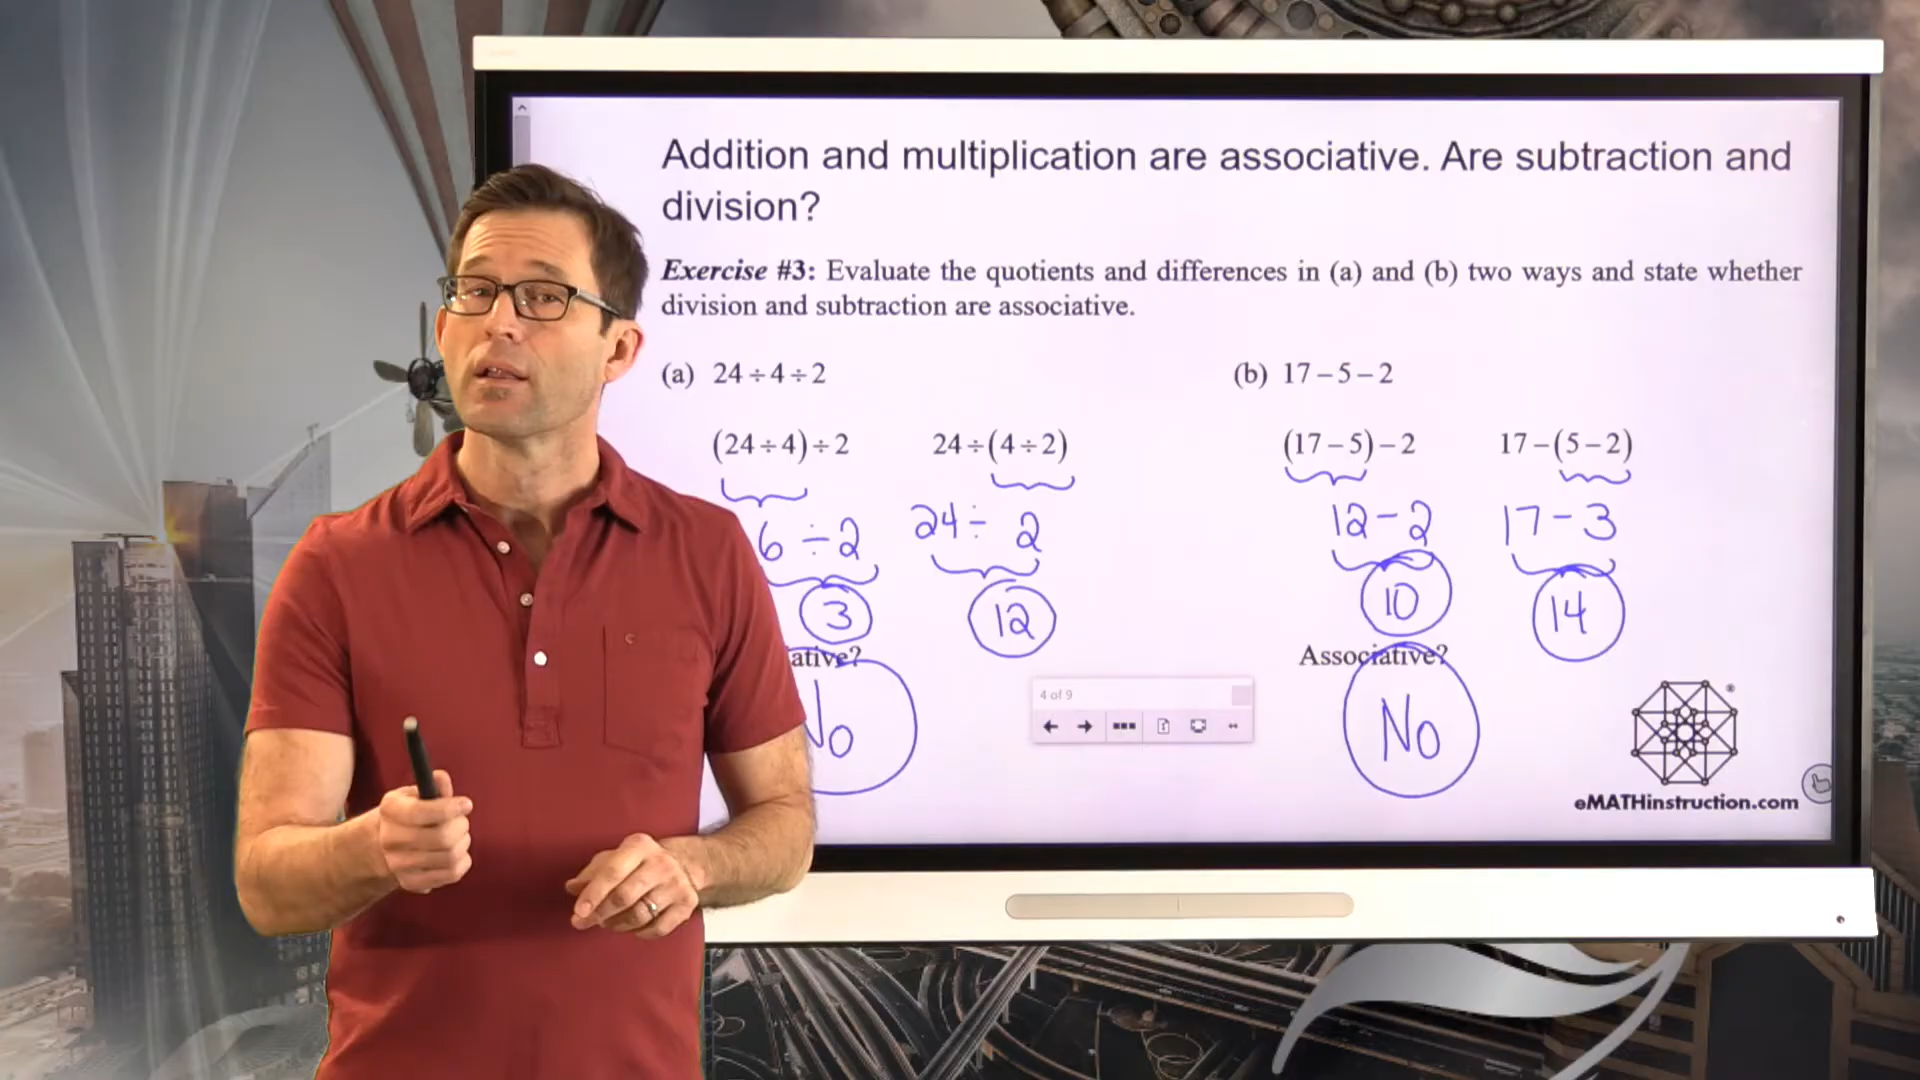 Addition and multiplication are associative. Are subtraction and
division?
Exercise #3: Evaluate the quotients and differences in (a) and (b) two ways and state whether
division and subtraction are associative.
(a) 24÷4÷2
(b) 17−5−2
(24÷4)÷2
24÷(4÷2)
(17−5)−2
17−(5−2)
6÷2
24÷ 2
12−2
17−3
3
12
10
14
ative?
Associative?
No
No
4 of 9
eMATHinstruction.com